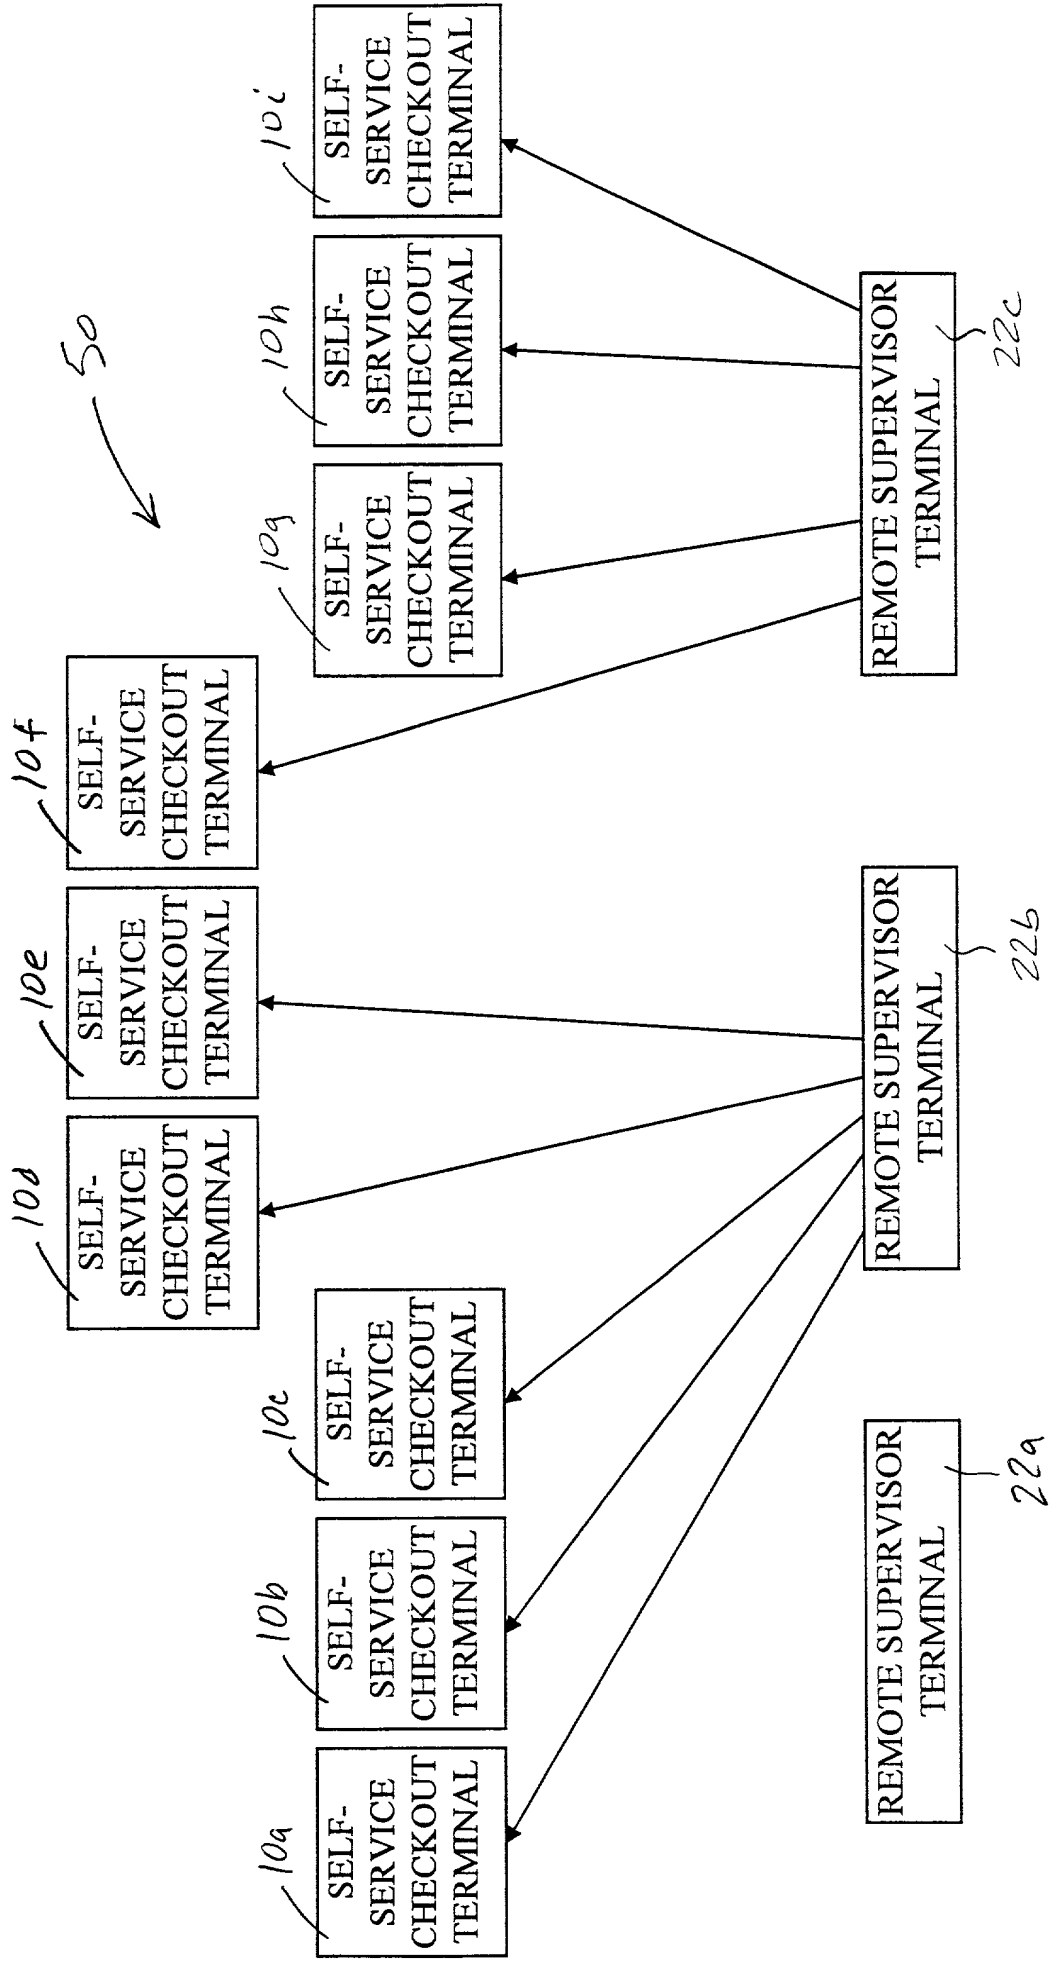 50
10d
10e
10f
SELF-
SERVICE
CHECKOUT
TERMINAL
SELF-
SERVICE
CHECKOUT
TERMINAL
SELF-
SERVICE
CHECKOUT
TERMINAL
10a
10b
10c
10g
10h
10i
SELF-
SERVICE
CHECKOUT
TERMINAL
SELF-
SERVICE
CHECKOUT
TERMINAL
SELF-
SERVICE
CHECKOUT
TERMINAL
SELF-
SERVICE
CHECKOUT
TERMINAL
SELF-
SERVICE
CHECKOUT
TERMINAL
SELF-
SERVICE
CHECKOUT
TERMINAL
REMOTE SUPERVISOR
TERMINAL
22a
REMOTE SUPERVISOR
TERMINAL
22b
REMOTE SUPERVISOR
TERMINAL
22c